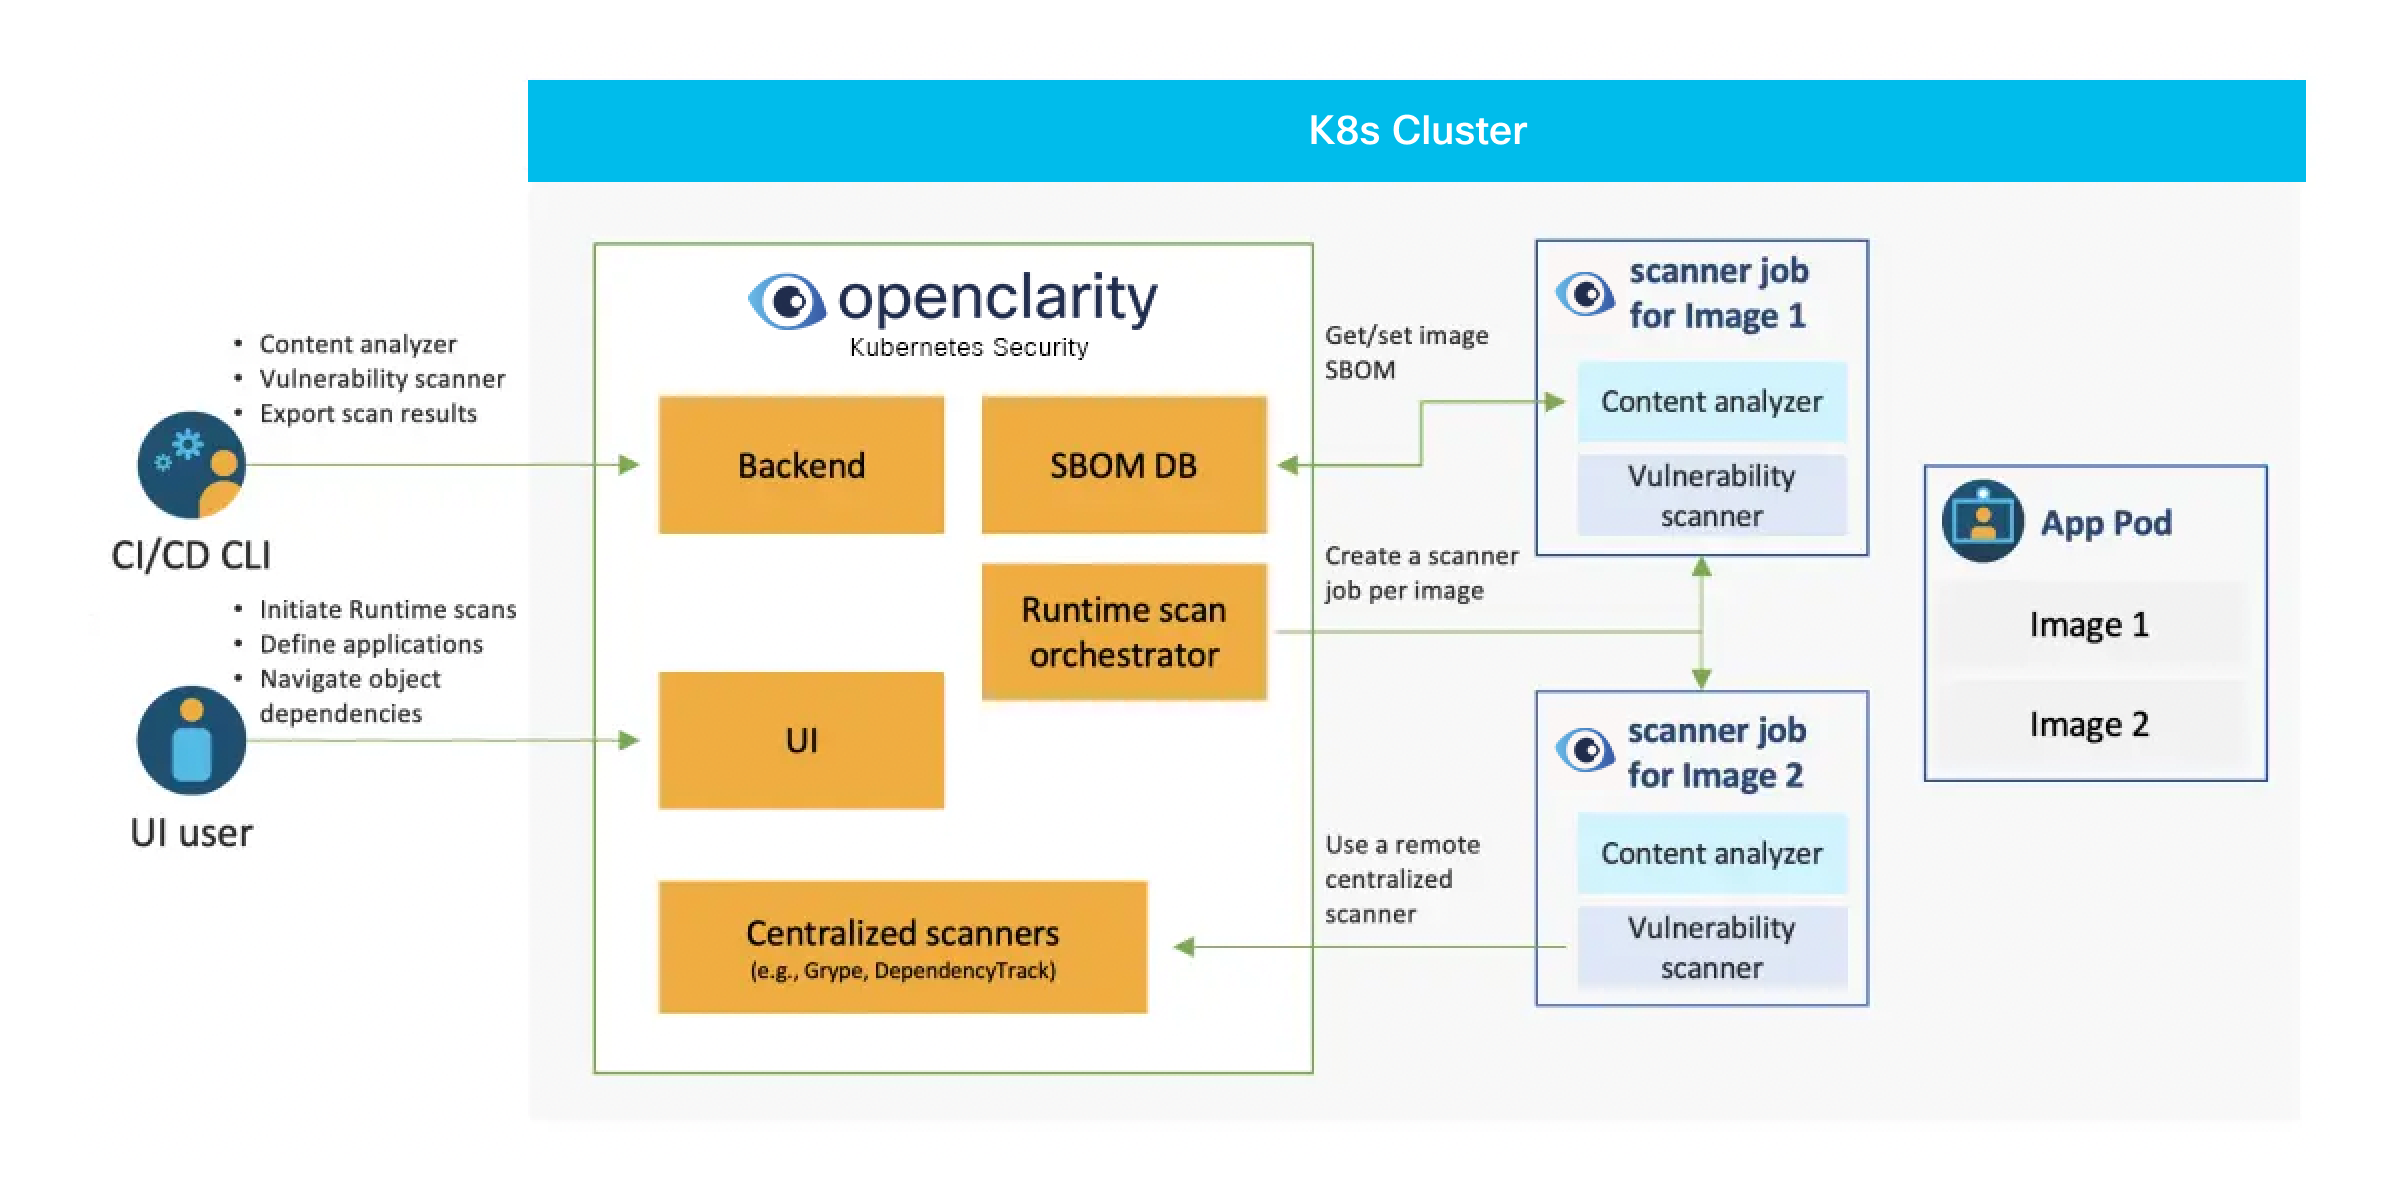 K8s Cluster
openclarity
Kubernetes Security
• Content analyzer
• Vulnerability scanner
• Export scan results
CI/CD CLI
• Initiate Runtime scans
• Define applications
• Navigate object
dependencies
UI user
Backend
SBOM DB
Runtime scan
orchestrator
UI
Centralized scanners
(e.g., Grype, DependencyTrack)
Get/set image
SBOM
Create a scanner
job per image
Use a remote
centralized
scanner
scanner job
for Image 1
Content analyzer
Vulnerability
scanner
scanner job
for Image 2
Content analyzer
Vulnerability
scanner
App Pod
Image 1
Image 2